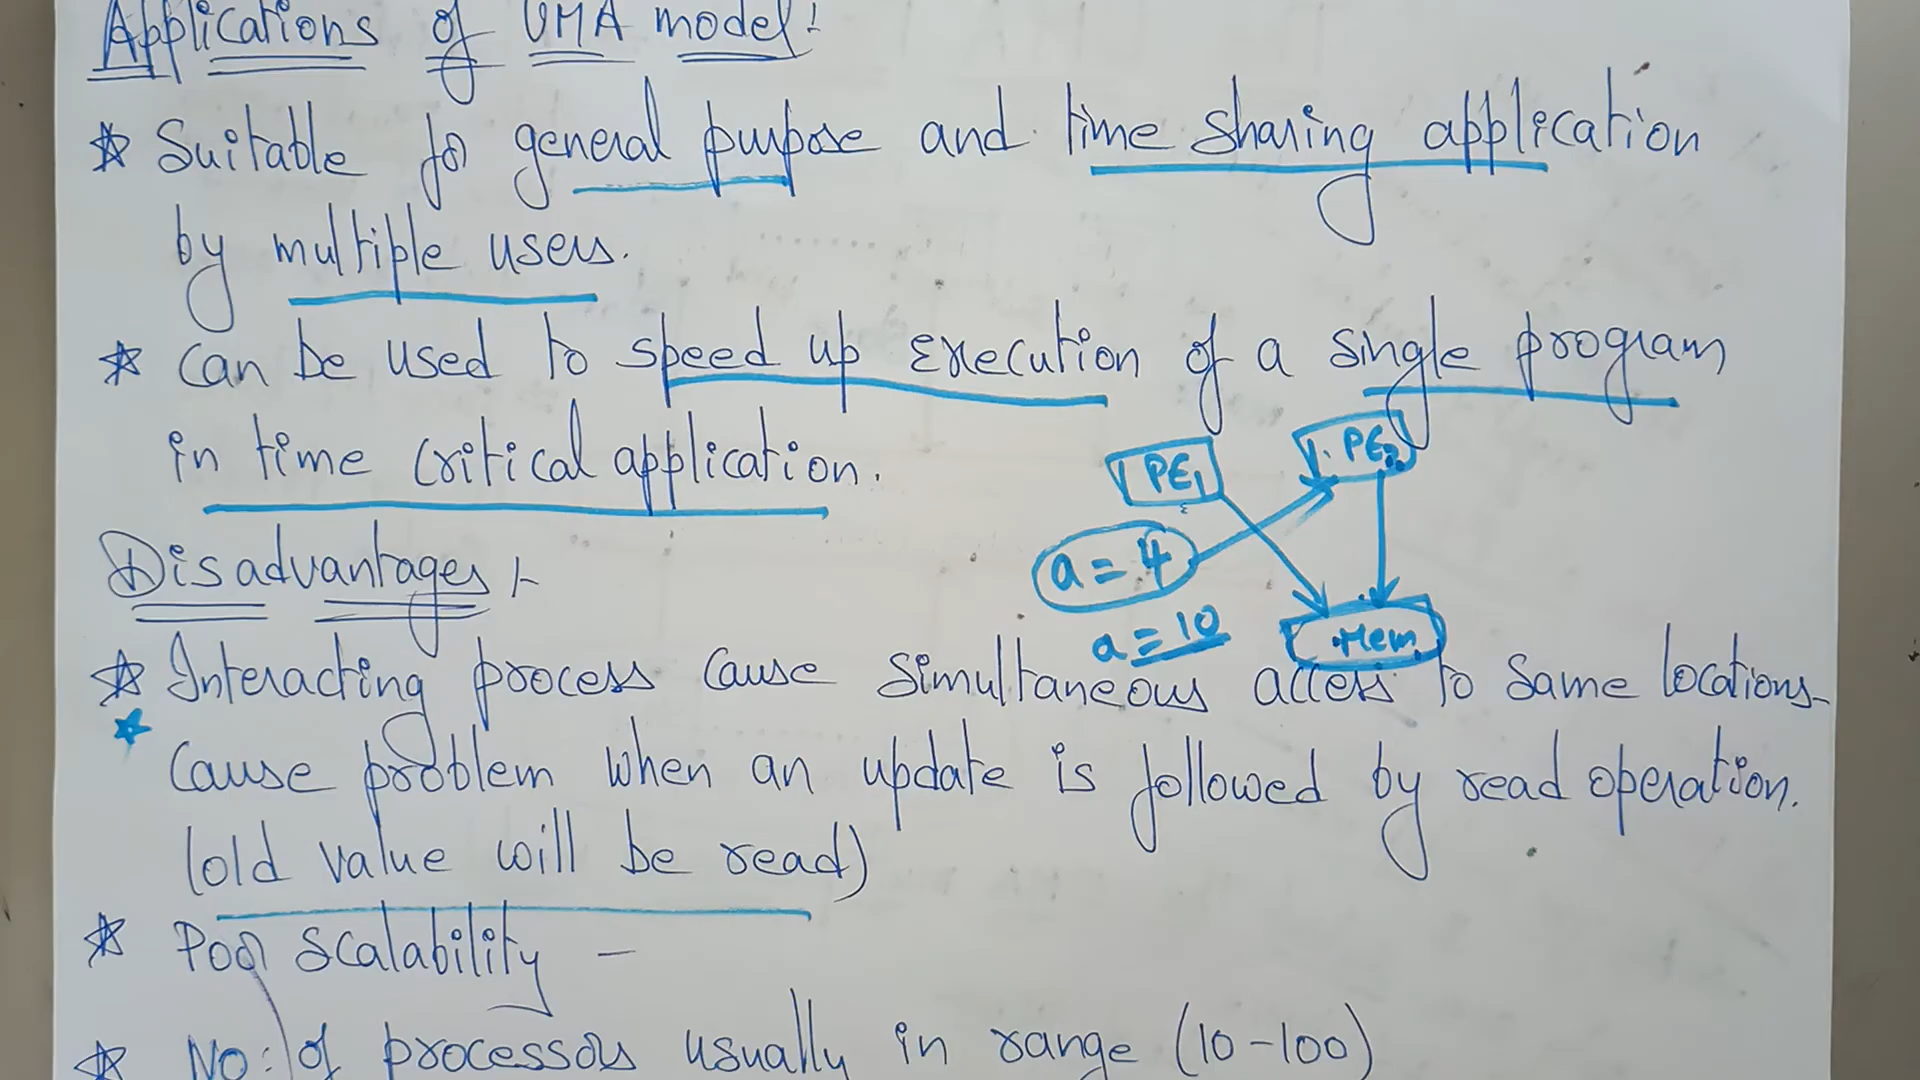 Applications of UMA model:
☆ Suitable for general purpose and time sharing application
by multiple users.
☆ Can be used to speed up execution of a single program
in time critical application.
PE1
PE2
a = 4
a = 10
Mem
Disadvantages :-
☆ Interacting process cause simultaneous access to same locations-
★ Cause problem when an update is followed by read operation.
(old value will be read)
☆ Poor scalability -
☆ No: of processors usually in range (10-100)